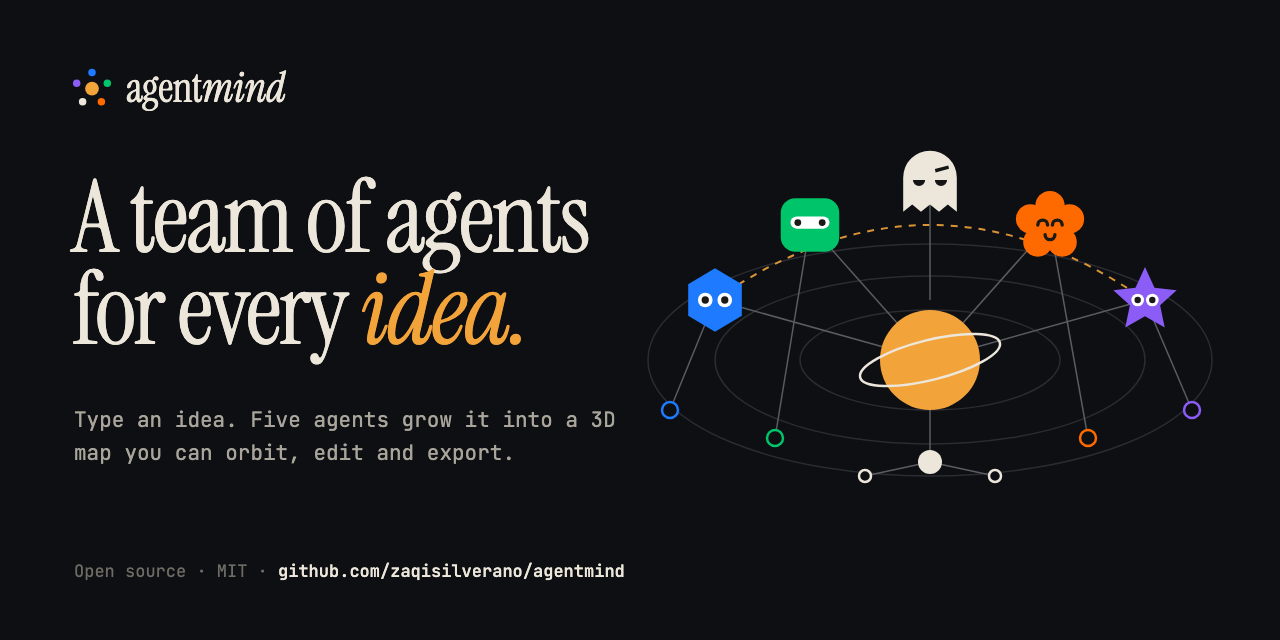 agentmind
A team of agents
for every idea.
Type an idea. Five agents grow it into a 3D
map you can orbit, edit and export.
Open source · MIT · github.com/zaqisilverano/agentmind